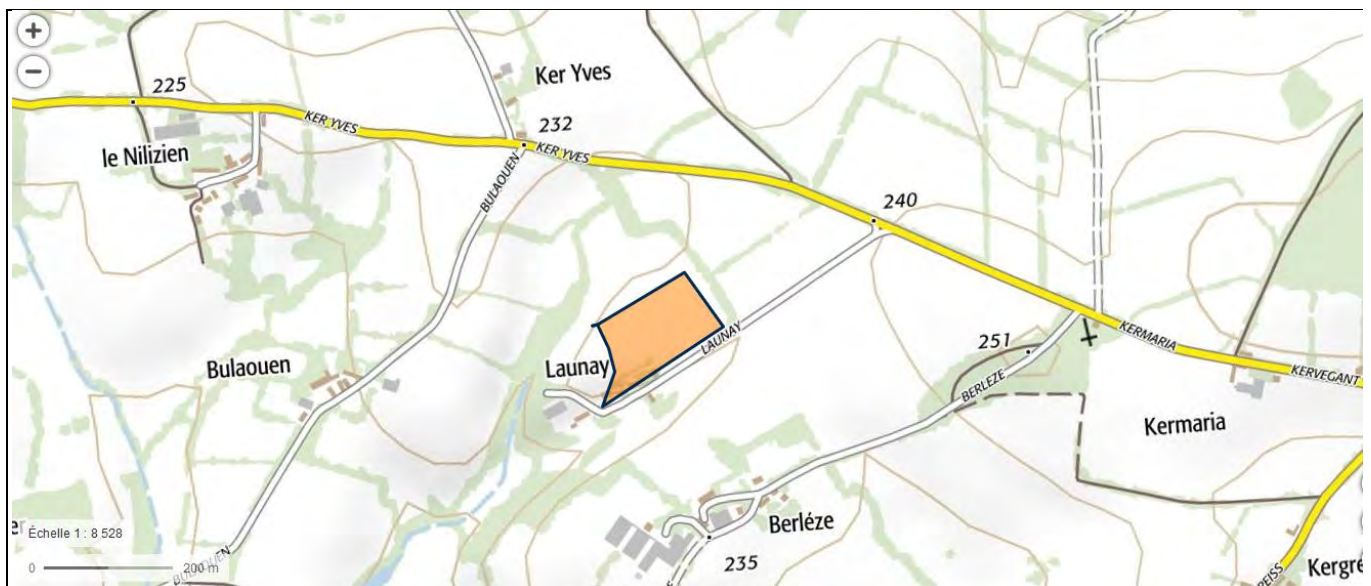 +
−
225
KER YVES
le Nilizien
Ker Yves
232
KER YVES
BULAOUEN
240
LAUNAY
Launay
Bulaouen
251
BERLEZE
KERMARIA
KERVEGANT
Kermaria
Berléze
235
Échelle 1 : 8 528
0 200 m
BULAOUEN
Kergré